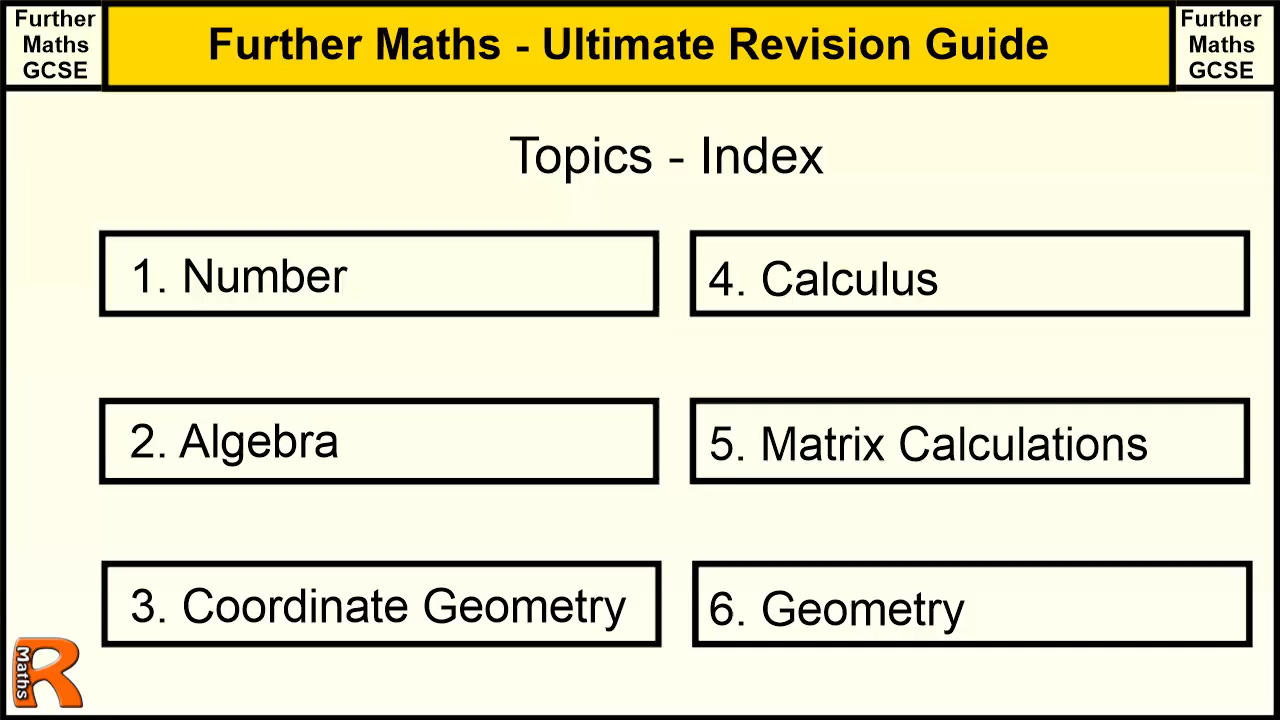 Further
Maths
GCSE
Further Maths - Ultimate Revision Guide
Further
Maths
GCSE
Topics - Index
1. Number
4. Calculus
2. Algebra
5. Matrix Calculations
3. Coordinate Geometry
6. Geometry
R
Maths